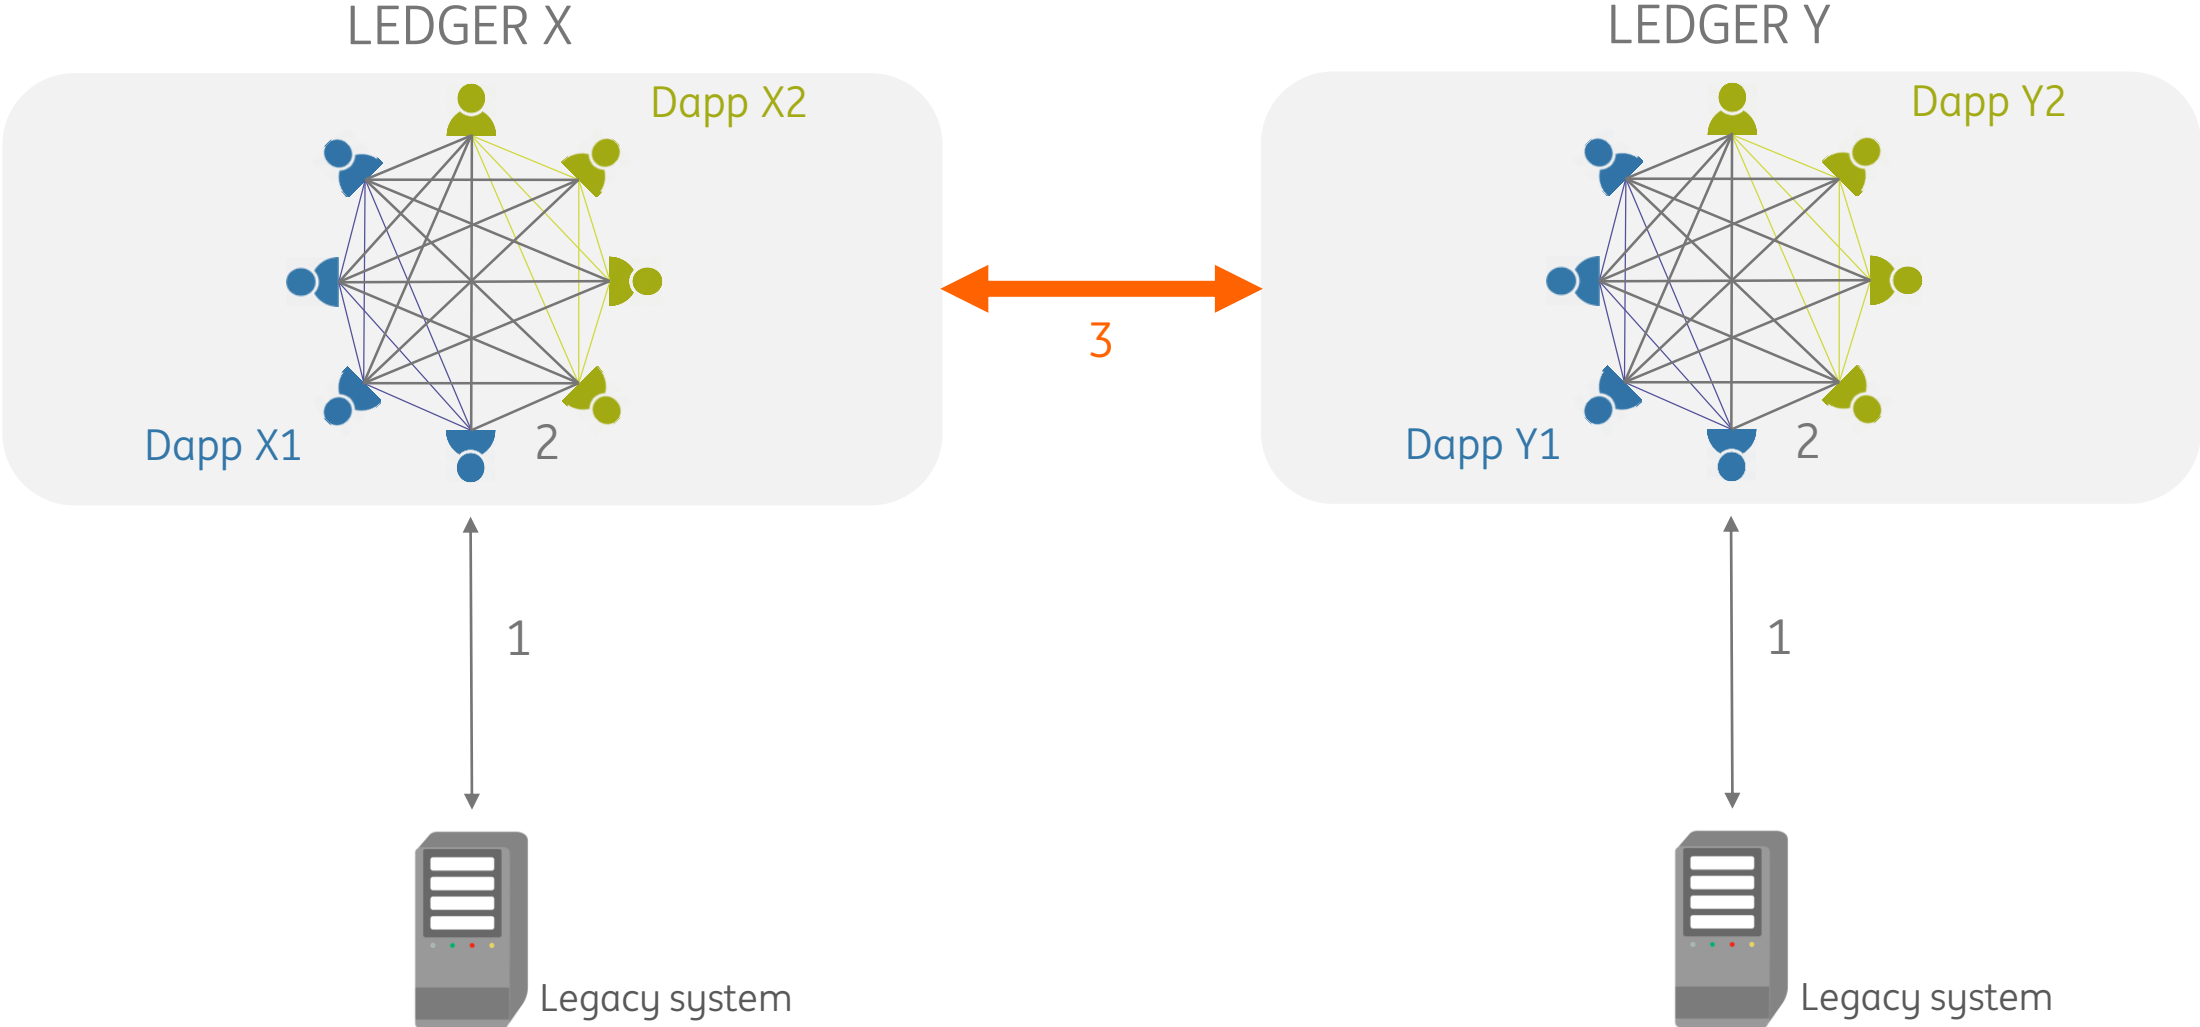 LEDGER X
LEDGER Y
Dapp X2
Dapp Y2
3
Dapp X1
2
Dapp Y1
2
1
1
Legacy system
Legacy system